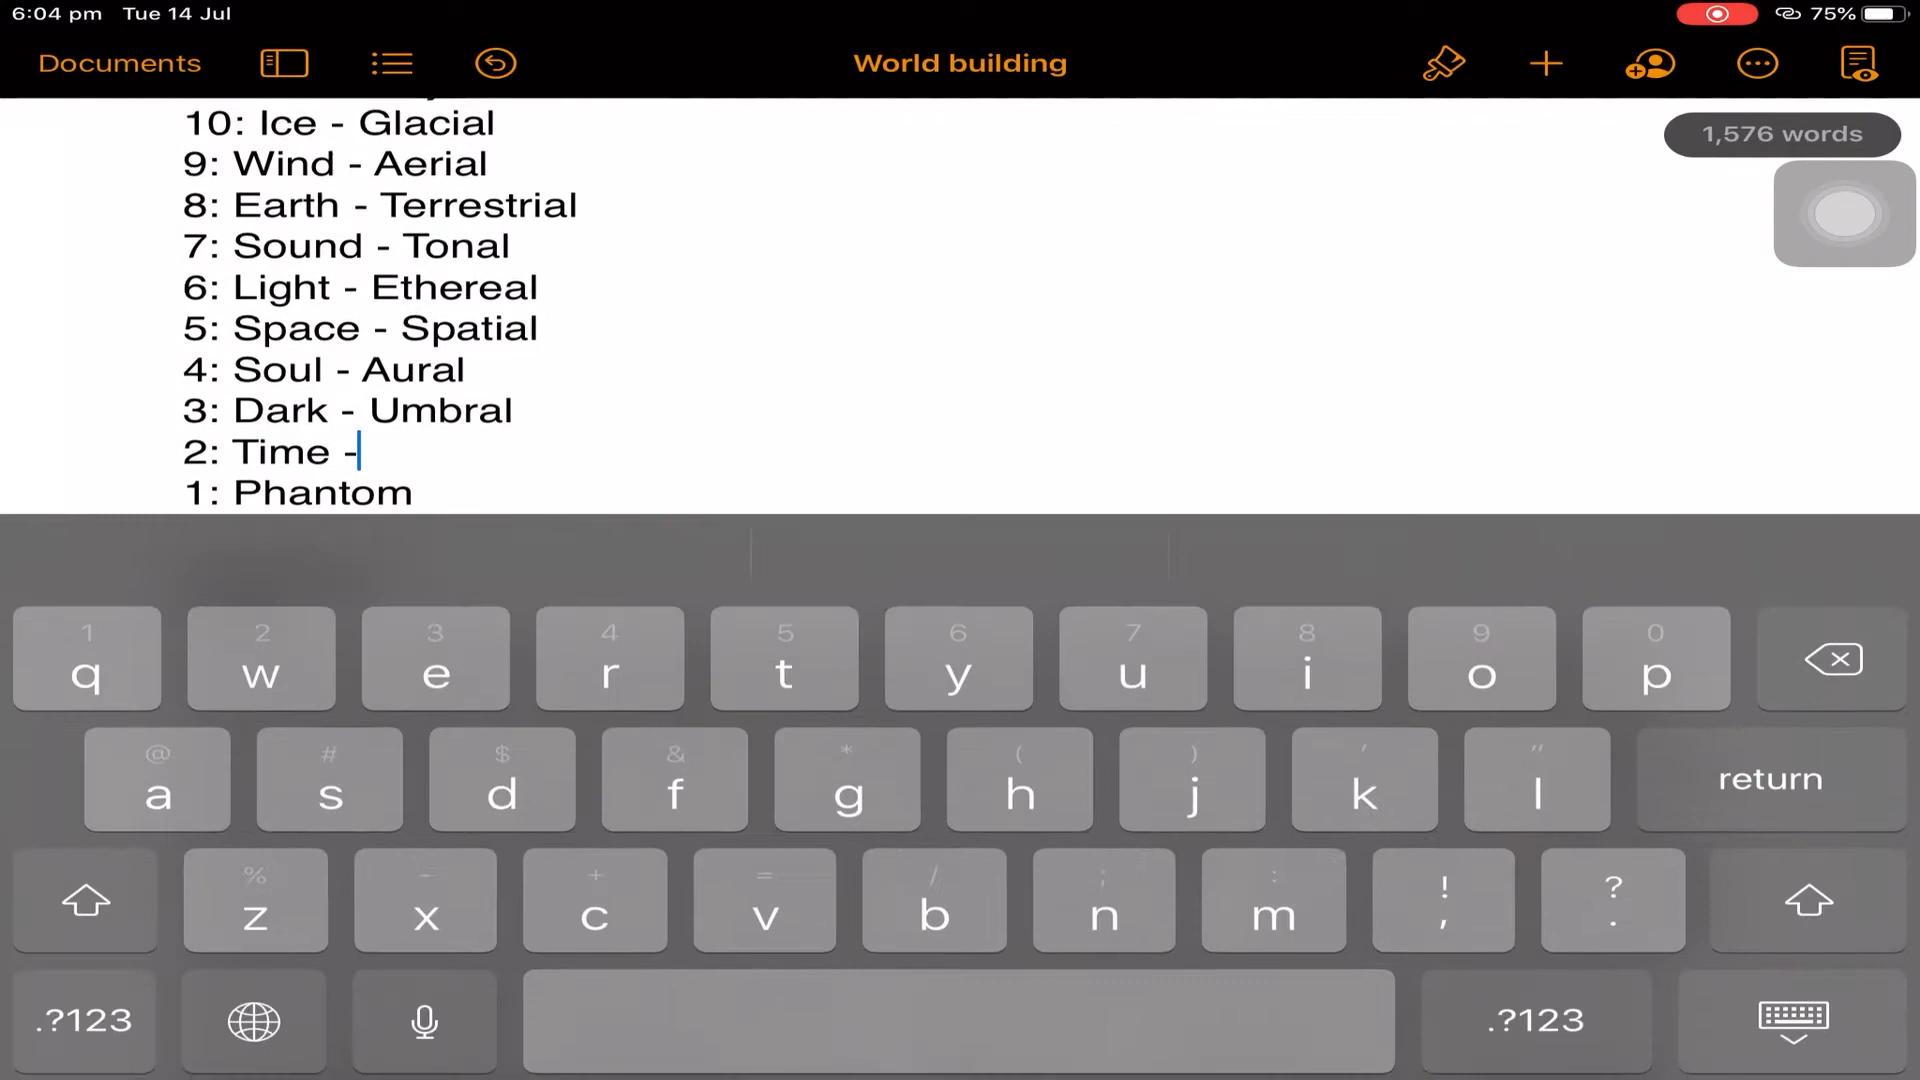 6:04 pm Tue 14 Jul 75%
Documents World building
1,576 words
10: Ice - Glacial
9: Wind - Aerial
8: Earth - Terrestrial
7: Sound - Tonal
6: Light - Ethereal
5: Space - Spatial
4: Soul - Aural
3: Dark - Umbral
2: Time -
1: Phantom
1 2 3 4 5 6 7 8 9 0
q w e r t y u i o p
@ # $ & * ( ) ' "
a s d f g h j k l return
% - + = / ; : ! ?
z x c v b n m , .
.?123 .?123